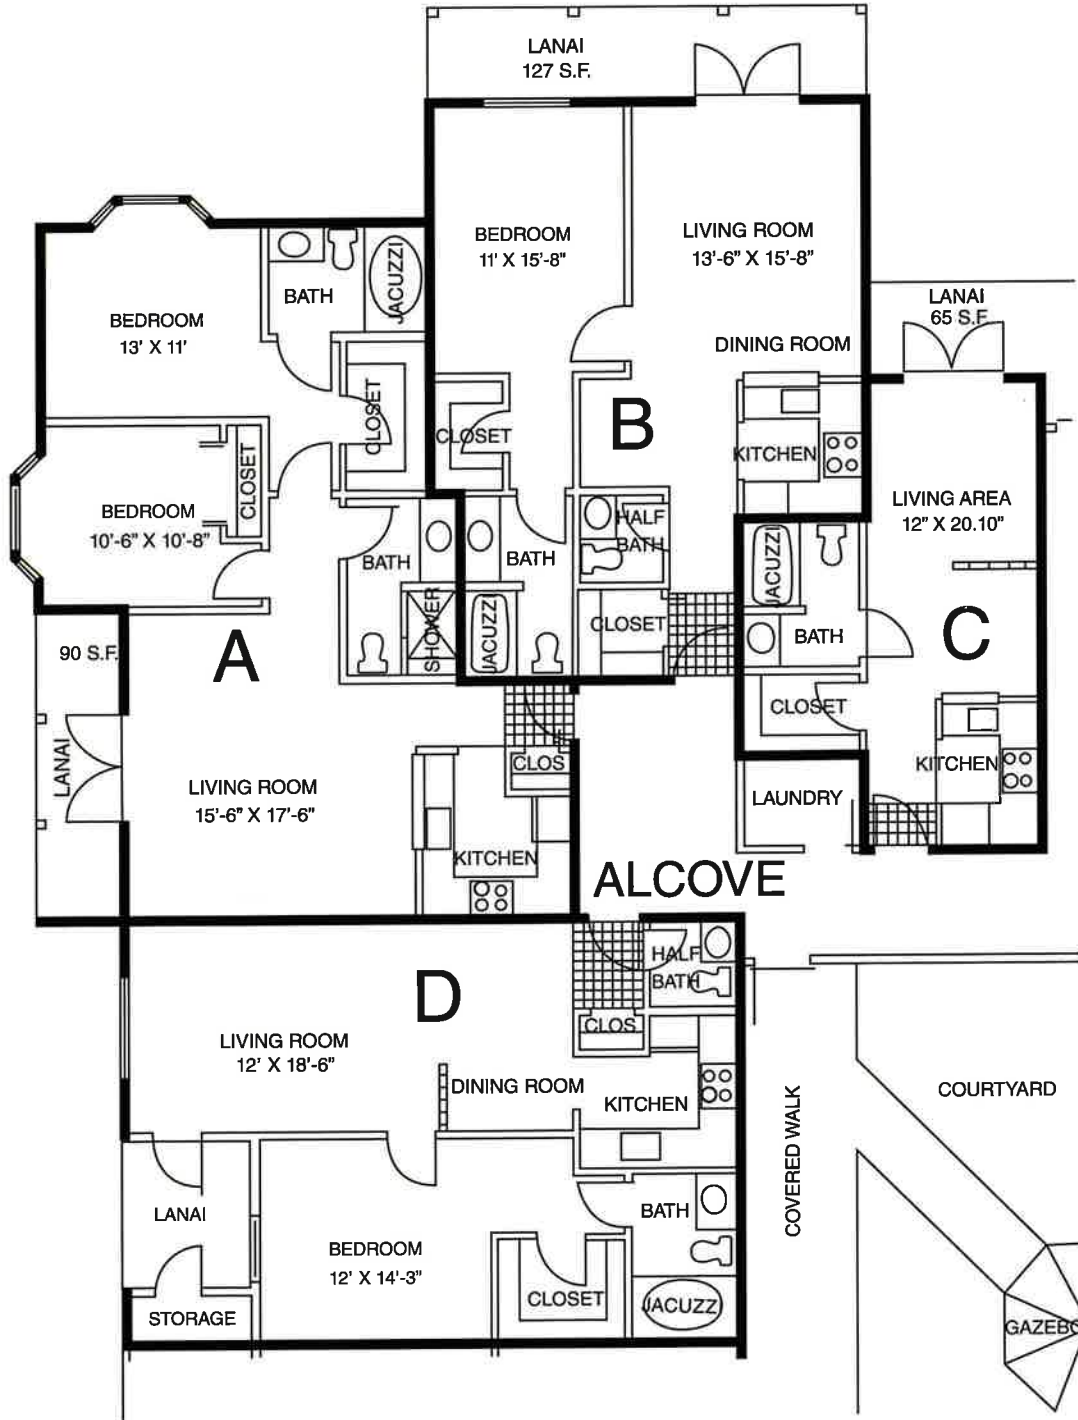 LANAI
127 S.F.
BEDROOM
11' X 15'-8"
LIVING ROOM
13'-6" X 15'-8"
DINING ROOM
B
CLOSET
KITCHEN
HALF
BATH
BATH
JACUZZI
CLOSET
BATH
JACUZZI
BEDROOM
13' X 11'
CLOSET
BEDROOM
10'-6" X 10'-8"
CLOSET
BATH
SHOWER
A
90 S.F.
LANAI
LIVING ROOM
15'-6" X 17'-6"
CLOS
KITCHEN
LANAI
65 S.F
LIVING AREA
12" X 20.10"
JACUZZI
BATH
C
CLOSET
KITCHEN
LAUNDRY
ALCOVE
D
HALF
BATH
CLOS
LIVING ROOM
12' X 18'-6"
DINING ROOM
KITCHEN
LANAI
STORAGE
BEDROOM
12' X 14'-3"
BATH
CLOSET
JACUZZ
COVERED WALK
COURTYARD
GAZEBO